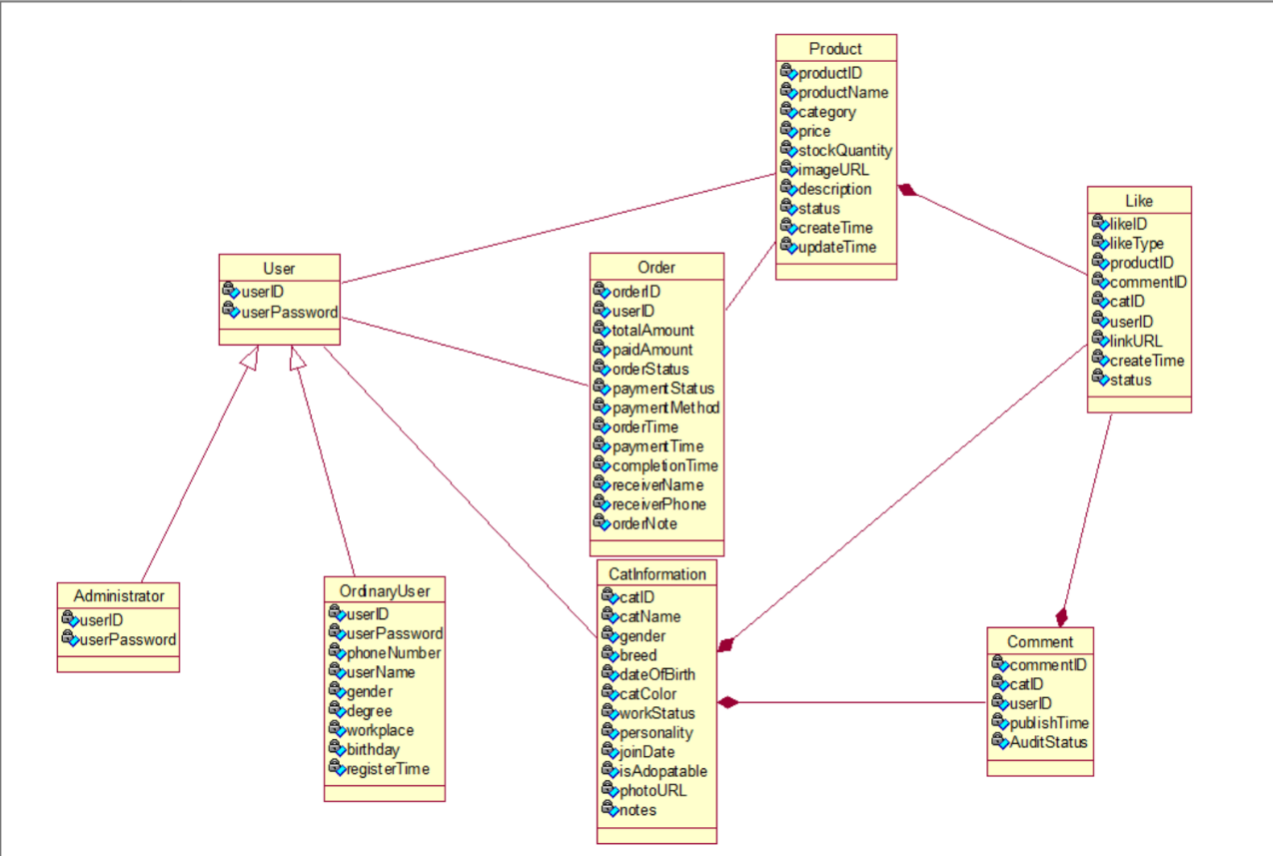 Product
productID
productName
category
price
stockQuantity
imageURL
description
status
createTime
updateTime
Like
likeID
likeType
productID
commentID
catID
userID
linkURL
createTime
status
User
userID
userPassword
Order
orderID
userID
totalAmount
paidAmount
orderStatus
paymentStatus
paymentMethod
orderTime
paymentTime
completionTime
receiverName
receiverPhone
orderNote
Administrator
userID
userPassword
OrdinaryUser
userID
userPassword
phoneNumber
userName
gender
degree
workplace
birthday
registerTime
CatInformation
catID
catName
gender
breed
dateOfBirth
catColor
workStatus
personality
joinDate
isAdopatable
photoURL
notes
Comment
commentID
catID
userID
publishTime
AuditStatus